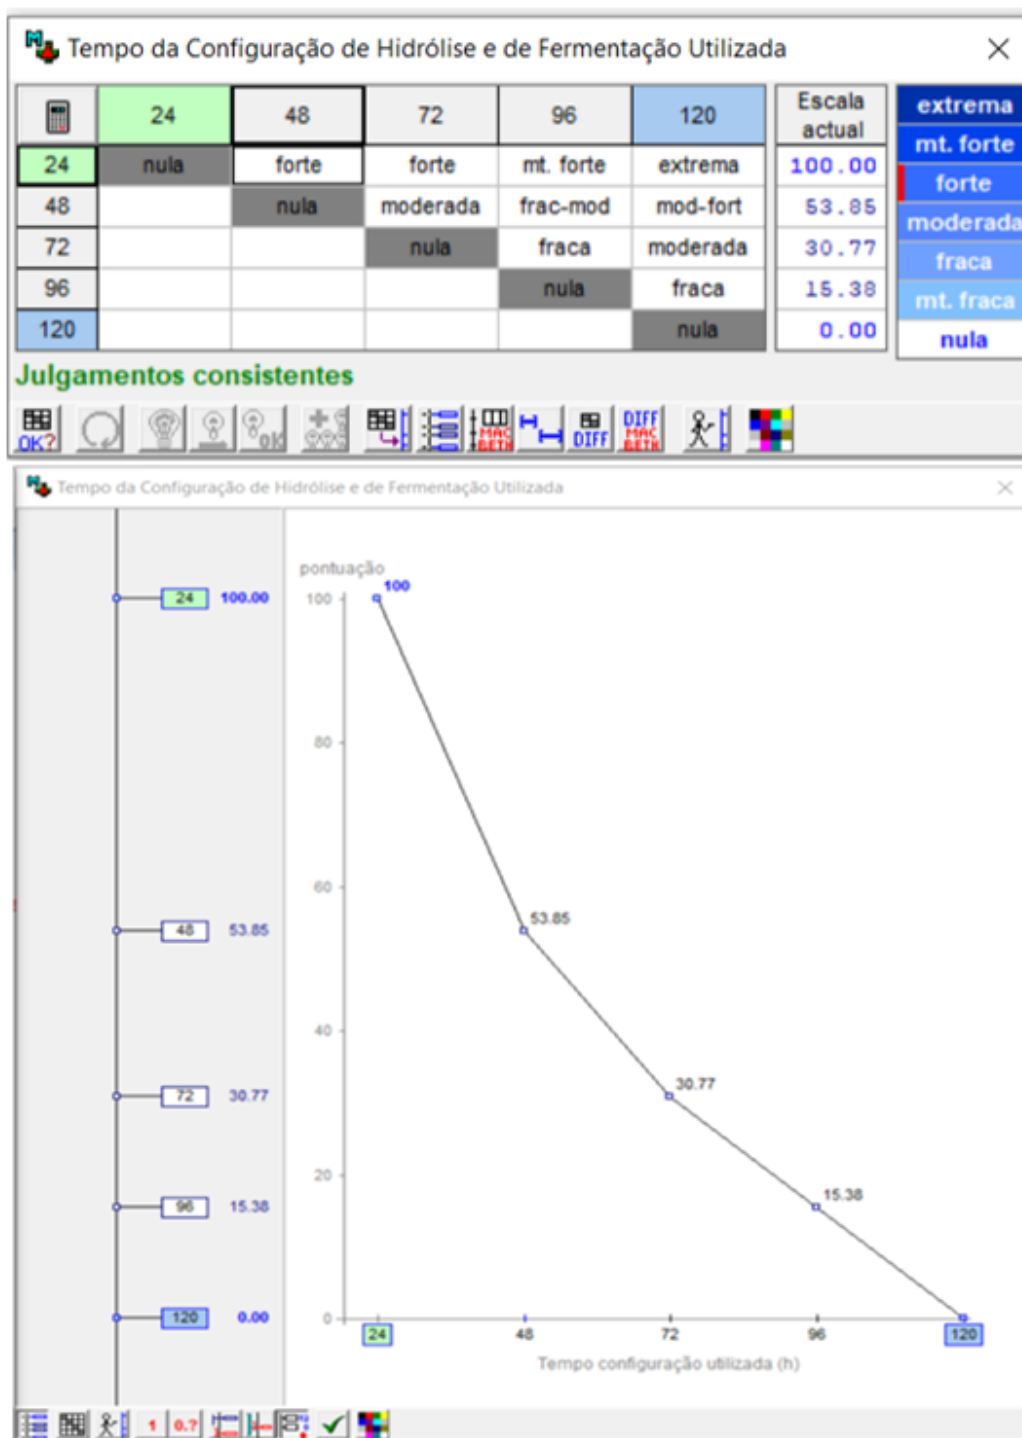 Tempo da Configuração de Hidrólise e de Fermentação Utilizada
24 48 72 96 120 Escala actual
24 nula forte forte mt. forte extrema 100.00
48 nula moderada frac-mod mod-fort 53.85
72 nula fraca moderada 30.77
96 nula fraca 15.38
120 nula 0.00
extrema
mt. forte
forte
moderada
fraca
mt. fraca
nula
Julgamentos consistentes
OK? ok MAC BETH DIFF DIFF MAC BETH
Tempo da Configuração de Hidrólise e de Fermentação Utilizada
24 100.00
48 53.85
72 30.77
96 15.38
120 0.00
pontuação
100
100
80
60
53.85
40
30.77
20
15.38
0
24 48 72 96 120
Tempo configuração utilizada (h)
1 0.?